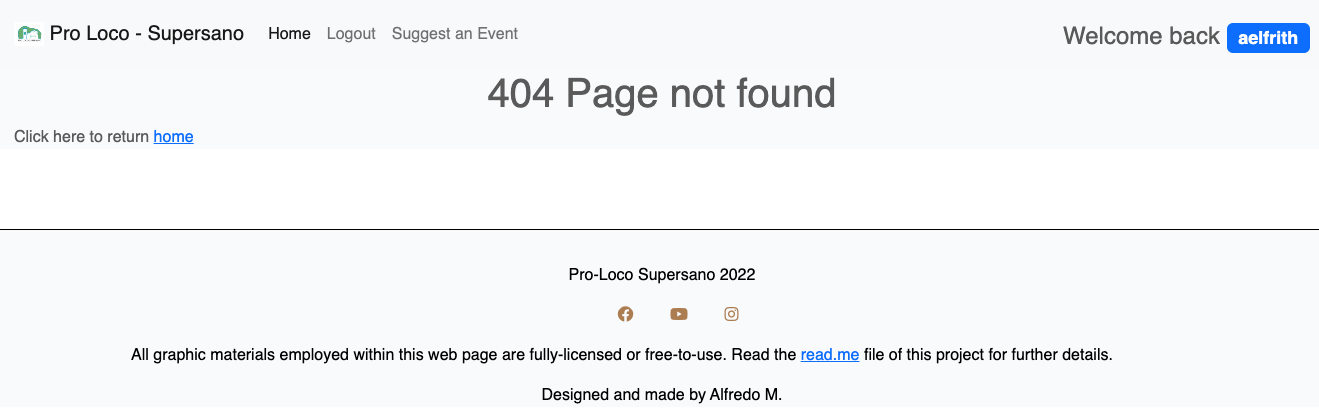 Pro Loco - Supersano Home Logout Suggest an Event Welcome back aelfrith
404 Page not found
Click here to return home
Pro-Loco Supersano 2022
All graphic materials employed within this web page are fully-licensed or free-to-use. Read the read.me file of this project for further details.
Designed and made by Alfredo M.